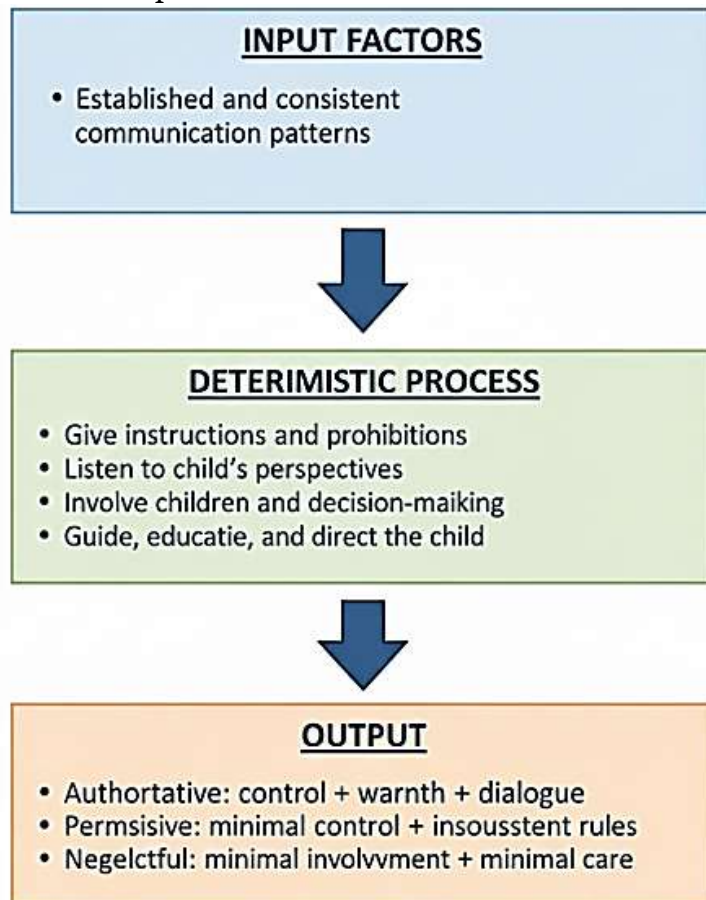 INPUT FACTORS
• Established and consistent
communication patterns
DETERIMISTIC PROCESS
• Give instructions and prohibitions
• Listen to child's perspectives
• Involve children and decision-maiking
• Guide, educatie, and direct the child
OUTPUT
• Authortative: control + warnth + dialogue
• Permsisive: minimal control + insousstent rules
• Negelctful: minimal involvvment + minimal care